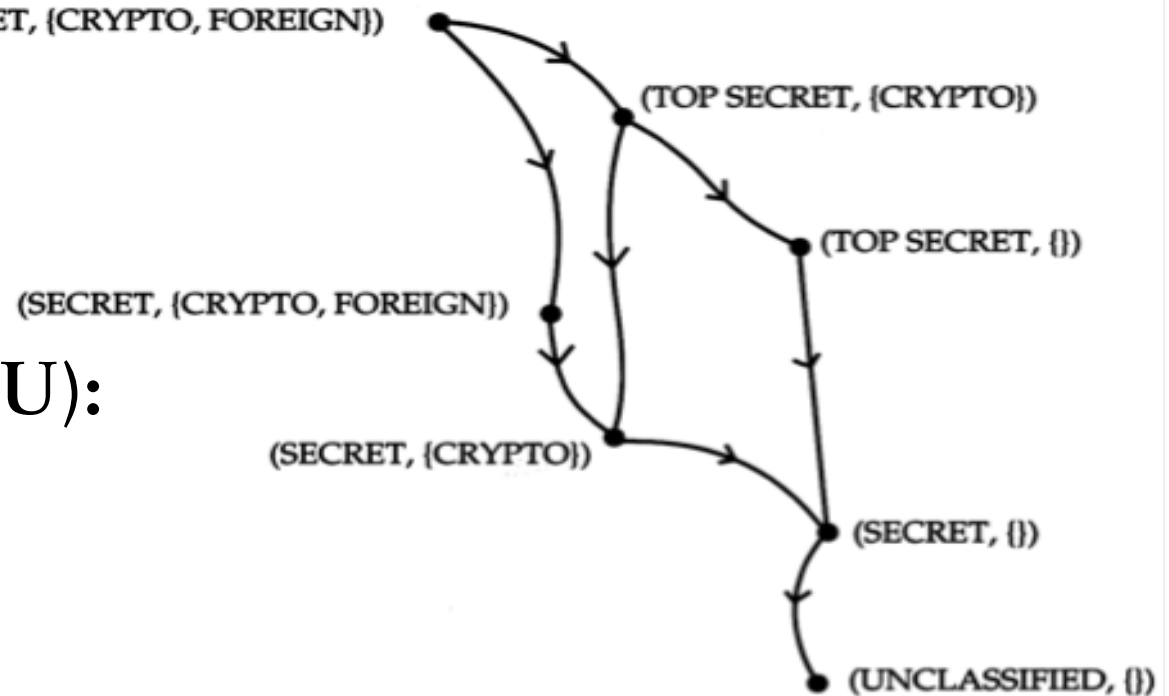 ET, {CRYPTO, FOREIGN})
(TOP SECRET, {CRYPTO})
(TOP SECRET, {})
(SECRET, {CRYPTO, FOREIGN})
U):
(SECRET, {CRYPTO})
(SECRET, {})
(UNCLASSIFIED, {})